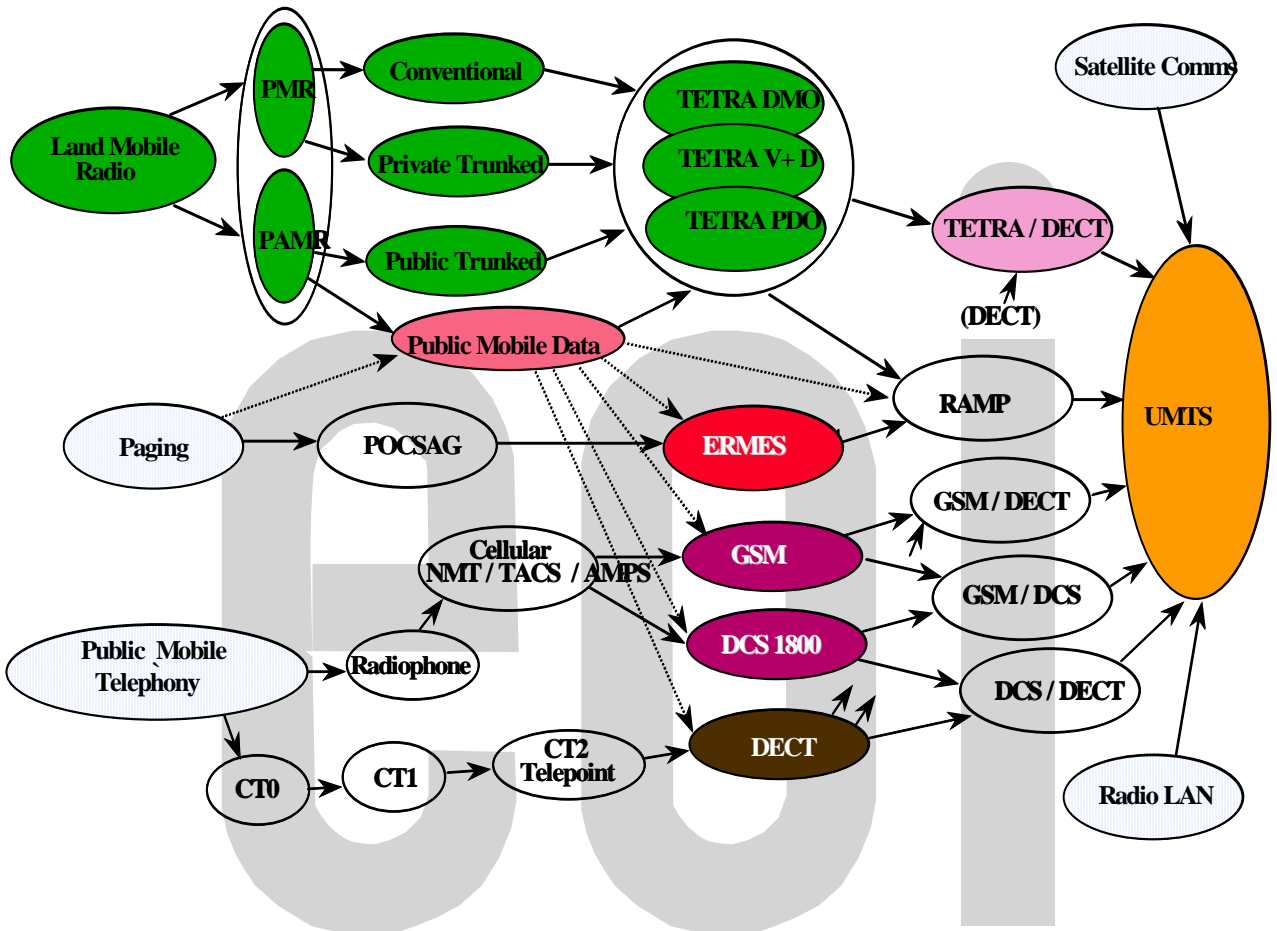 Satellite Comms
PMR
Conventional
TETRA DMO
Land Mobile
Radio
Private Trunked
TETRA V+ D
PAMR
Public Trunked
TETRA PDO
TETRA / DECT
(DECT)
Public Mobile Data
RAMP
UMTS
Paging
POCSAG
ERMES
GSM / DECT
Cellular
NMT / TACS / AMPS
GSM
GSM / DCS
Public Mobile
Telephony
Radiophone
DCS 1800
DCS / DECT
CT0
CT1
CT2
Telepoint
DECT
Radio LAN